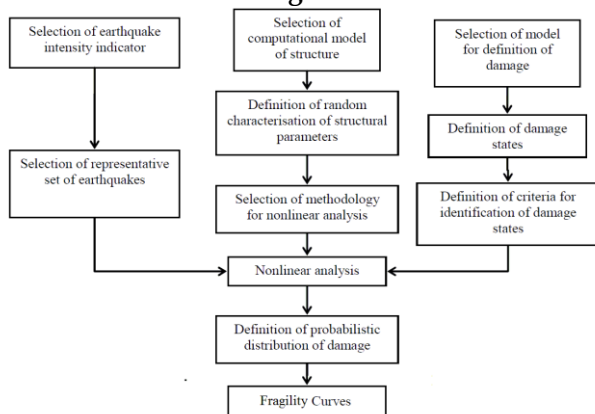 Selection of earthquake
intensity indicator
Selection of representative
set of earthquakes
Selection of
computational model
of structure
Definition of random
characterisation of structural
parameters
Selection of methodology
for nonlinear analysis
Selection of model
for definition of
damage
Definition of damage
states
Definition of criteria for
identification of damage
states
Nonlinear analysis
Definition of probabilistic
distribution of damage
Fragility Curves